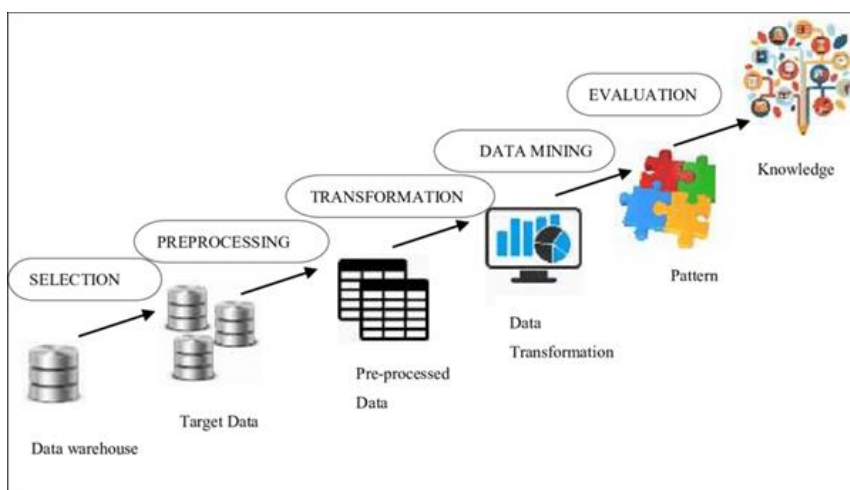 EVALUATION
Knowledge
DATA MINING
Pattern
TRANSFORMATION
Data
Transformation
PREPROCESSING
Pre-processed
Data
SELECTION
Target Data
Data warehouse